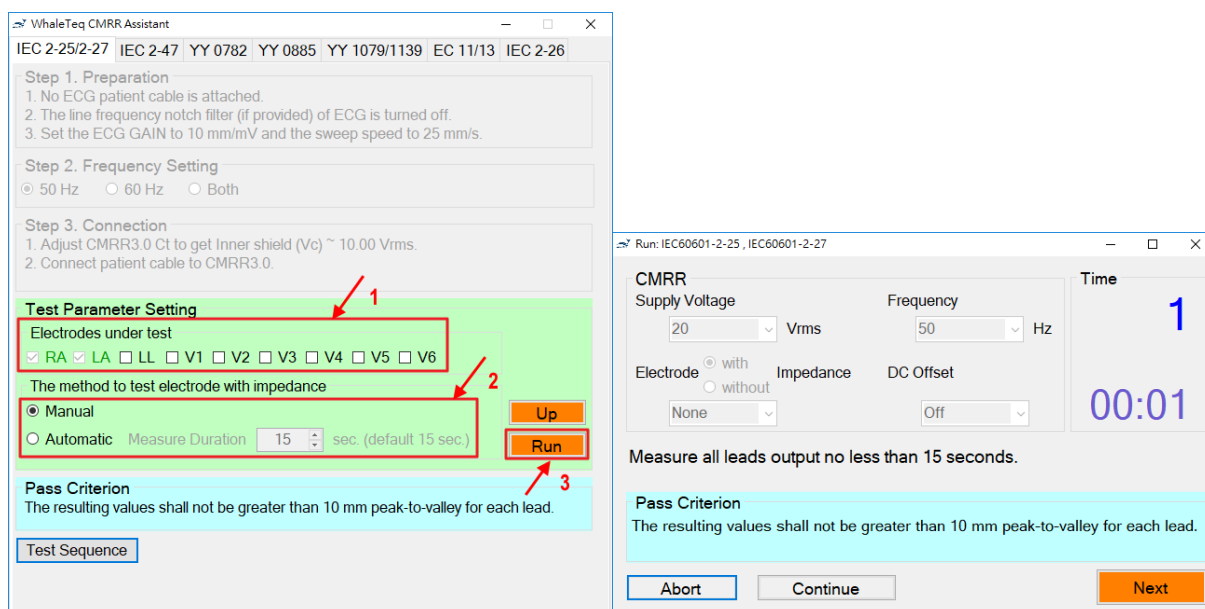 WhaleTeq CMRR Assistant
IEC 2-25/2-27 IEC 2-47 YY 0782 YY 0885 YY 1079/1139 EC 11/13 IEC 2-26
Step 1. Preparation
1. No ECG patient cable is attached.
2. The line frequency notch filter (if provided) of ECG is turned off.
3. Set the ECG GAIN to 10 mm/mV and the sweep speed to 25 mm/s.
Step 2. Frequency Setting
50 Hz 60 Hz Both
Step 3. Connection
1. Adjust CMRR3.0 Ct to get Inner shield (Vc) ~ 10.00 Vrms.
2. Connect patient cable to CMRR3.0.
1
Test Parameter Setting
Electrodes under test
RA LA LL V1 V2 V3 V4 V5 V6
2
The method to test electrode with impedance
Manual
Up
Automatic Measure Duration 15 sec. (default 15 sec.)
Run
3
Pass Criterion
The resulting values shall not be greater than 10 mm peak-to-valley for each lead.
Test Sequence
Run: IEC60601-2-25 , IEC60601-2-27
CMRR
Supply Voltage
20 Vrms
Frequency
50 Hz
Electrode with without Impedance
None
DC Offset
Off
Time
1
00:01
Measure all leads output no less than 15 seconds.
Pass Criterion
The resulting values shall not be greater than 10 mm peak-to-valley for each lead.
Abort Continue Next